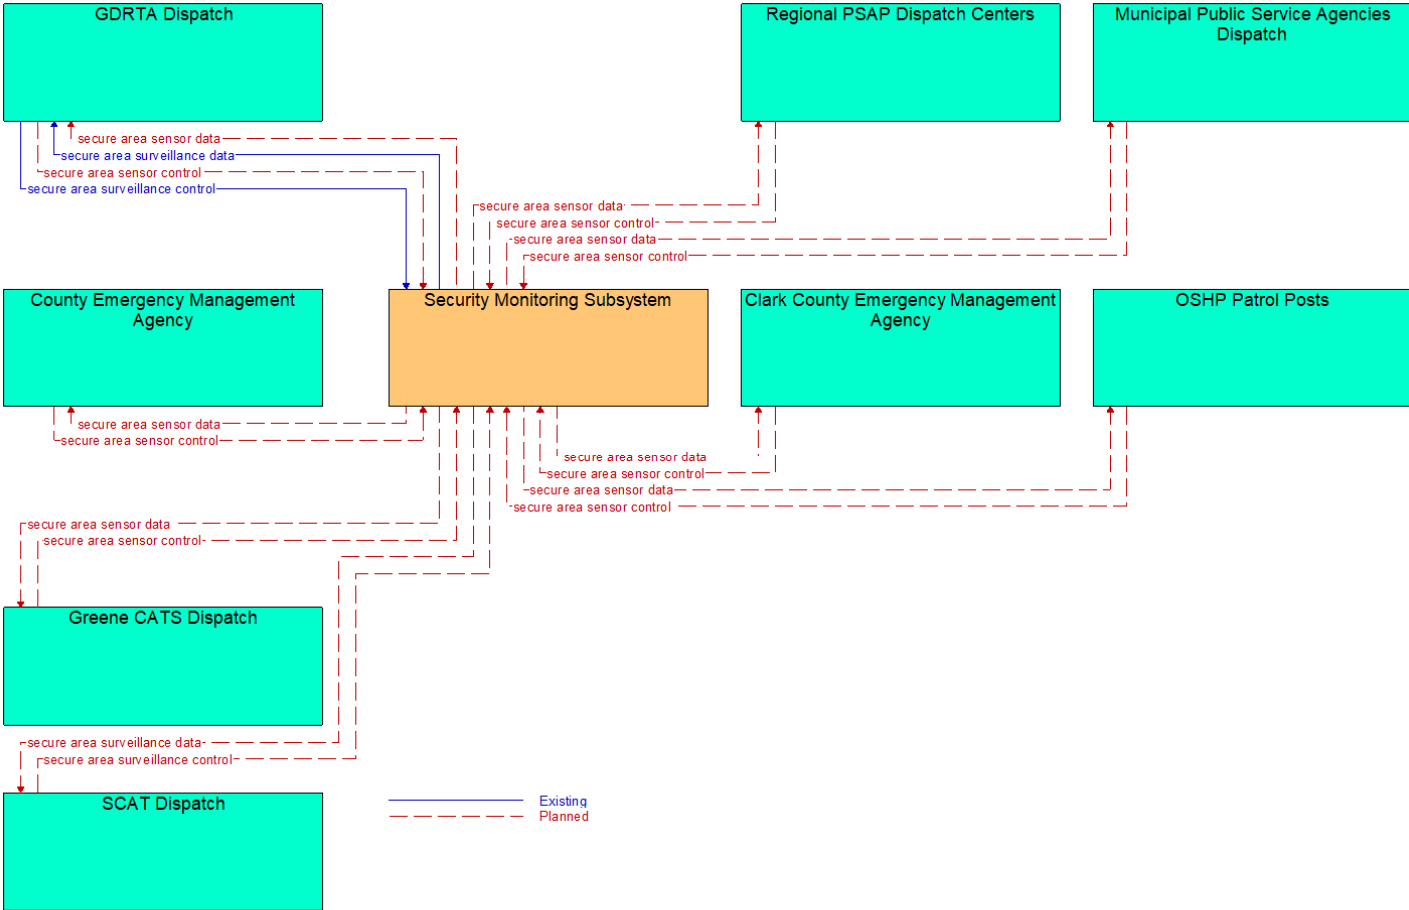 GDRTA Dispatch
Regional PSAP Dispatch Centers
Municipal Public Service Agencies
Dispatch
secure area sensor data
secure area surveillance data
secure area sensor control
secure area surveillance control
secure area sensor data
secure area sensor control
secure area sensor data
secure area sensor control
County Emergency Management
Agency
Security Monitoring Subsystem
Clark County Emergency Management
Agency
OSHP Patrol Posts
secure area sensor data
secure area sensor control
secure area sensor data
secure area sensor control
secure area sensor data
secure area sensor control
secure area sensor data
secure area sensor control
Greene CATS Dispatch
secure area surveillance data
secure area surveillance control
SCAT Dispatch
Existing
Planned